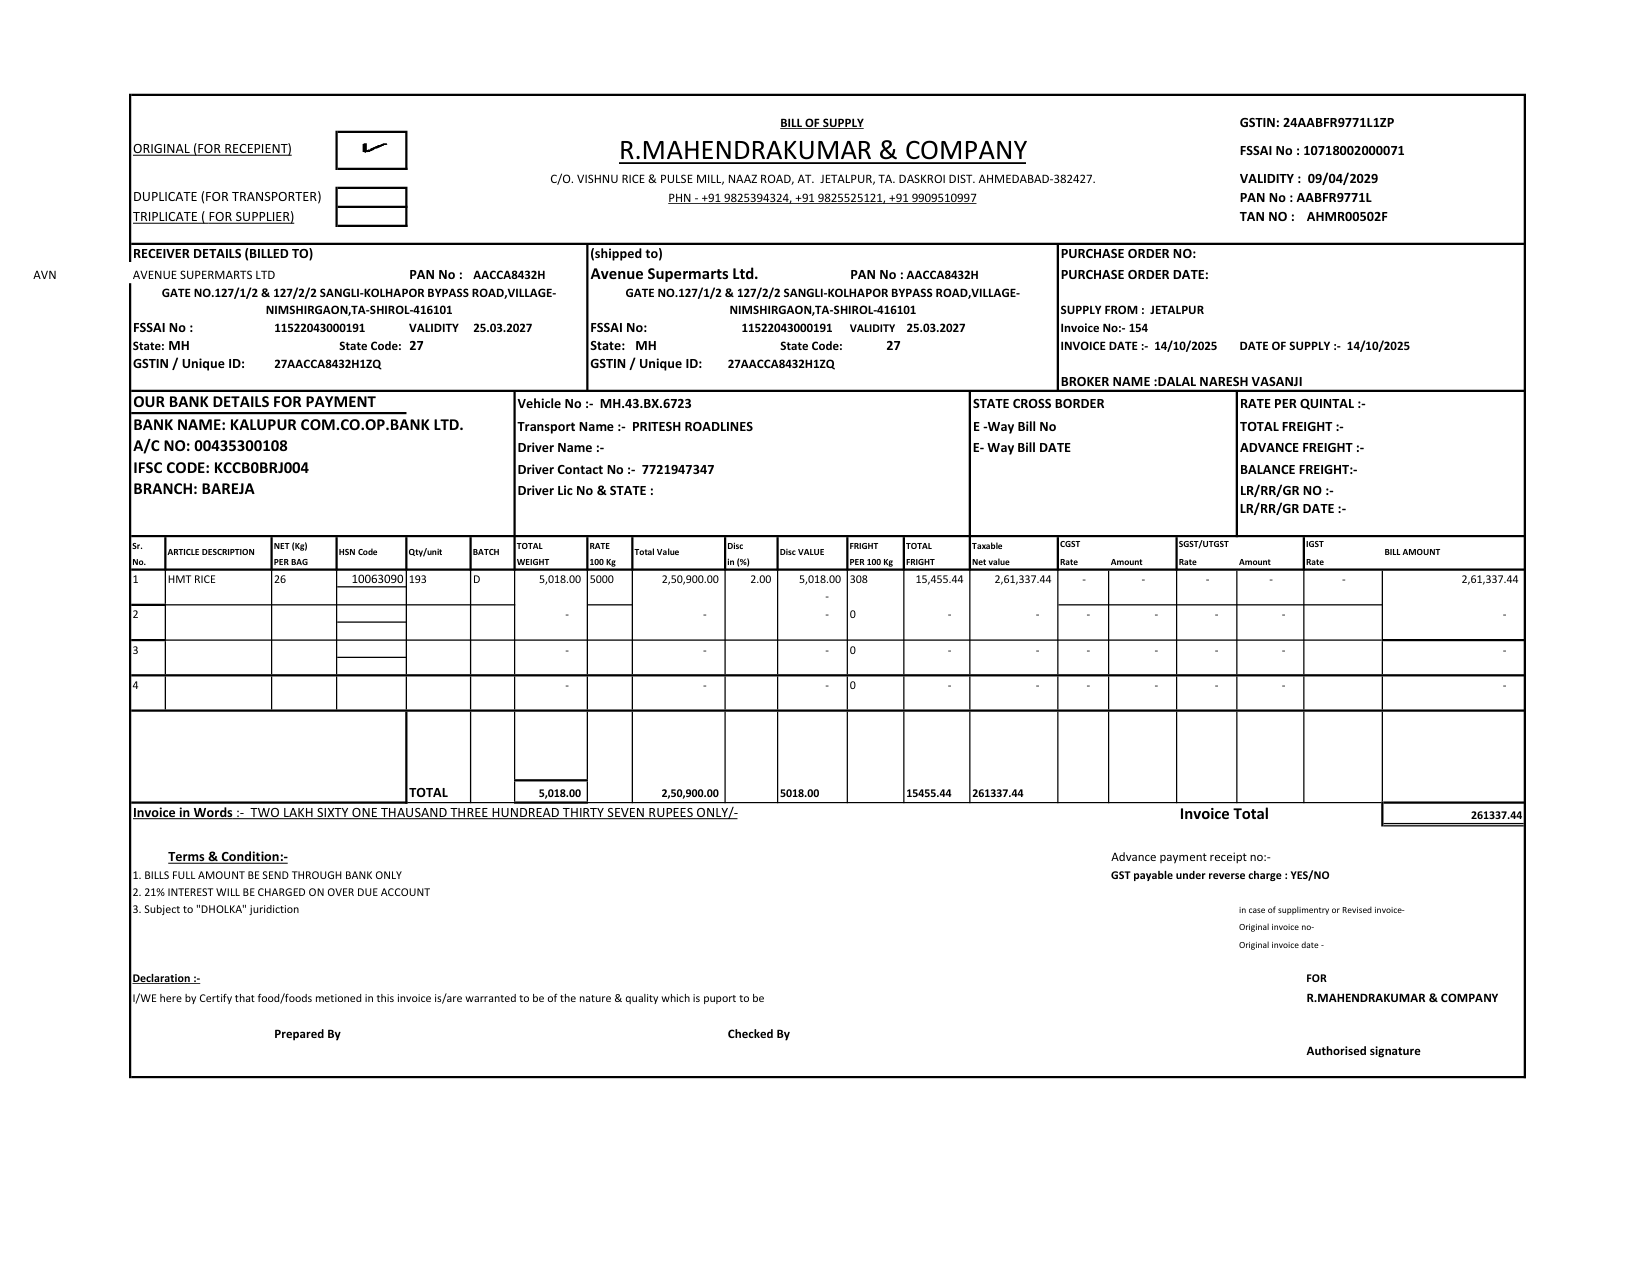 BILL OF SUPPLY
GSTIN: 24AABFR9771L1ZP
ORIGINAL (FOR RECEPIENT)
R.MAHENDRAKUMAR & COMPANY
FSSAI No : 10718002000071
C/O. VISHNU RICE & PULSE MILL, NAAZ ROAD, AT. JETALPUR, TA. DASKROI DIST. AHMEDABAD-382427.
VALIDITY : 09/04/2029
DUPLICATE (FOR TRANSPORTER)
PHN - +91 9825394324, +91 9825525121, +91 9909510997
PAN No : AABFR9771L
TRIPLICATE ( FOR SUPPLIER)
TAN NO : AHMR00502F
RECEIVER DETAILS (BILLED TO)
AVN
AVENUE SUPERMARTS LTD PAN No : AACCA8432H
GATE NO.127/1/2 & 127/2/2 SANGLI-KOLHAPOR BYPASS ROAD,VILLAGE-
NIMSHIRGAON,TA-SHIROL-416101
FSSAI No : 11522043000191 VALIDITY 25.03.2027
State: MH State Code: 27
GSTIN / Unique ID: 27AACCA8432H1ZQ
(shipped to)
Avenue Supermarts Ltd. PAN No : AACCA8432H
GATE NO.127/1/2 & 127/2/2 SANGLI-KOLHAPOR BYPASS ROAD,VILLAGE-
NIMSHIRGAON,TA-SHIROL-416101
FSSAI No: 11522043000191 VALIDITY 25.03.2027
State: MH State Code: 27
GSTIN / Unique ID: 27AACCA8432H1ZQ
PURCHASE ORDER NO:
PURCHASE ORDER DATE:
SUPPLY FROM : JETALPUR
Invoice No:- 154
INVOICE DATE :- 14/10/2025 DATE OF SUPPLY :- 14/10/2025
BROKER NAME :DALAL NARESH VASANJI
OUR BANK DETAILS FOR PAYMENT
BANK NAME: KALUPUR COM.CO.OP.BANK LTD.
A/C NO: 00435300108
IFSC CODE: KCCB0BRJ004
BRANCH: BAREJA
Vehicle No :- MH.43.BX.6723
Transport Name :- PRITESH ROADLINES
Driver Name :-
Driver Contact No :- 7721947347
Driver Lic No & STATE :
STATE CROSS BORDER
E -Way Bill No
E- Way Bill DATE
RATE PER QUINTAL :-
TOTAL FREIGHT :-
ADVANCE FREIGHT :-
BALANCE FREIGHT:-
LR/RR/GR NO :-
LR/RR/GR DATE :-
Sr. No. ARTICLE DESCRIPTION NET (Kg) PER BAG HSN Code Qty/unit BATCH TOTAL WEIGHT RATE 100 Kg Total Value Disc in (%) Disc VALUE FRIGHT PER 100 Kg TOTAL FRIGHT Taxable Net value CGST Rate Amount SGST/UTGST Rate Amount IGST Rate BILL AMOUNT
1 HMT RICE 26 10063090 193 D 5,018.00 5000 2,50,900.00 2.00 5,018.00 308 15,455.44 2,61,337.44 - - - - - 2,61,337.44
-
2 - - - 0 - - - - - - -
3 - - - 0 - - - - - - -
4 - - - 0 - - - - - - -
TOTAL 5,018.00 2,50,900.00 5018.00 15455.44 261337.44
Invoice in Words :- TWO LAKH SIXTY ONE THAUSAND THREE HUNDREAD THIRTY SEVEN RUPEES ONLY/- Invoice Total 261337.44
Terms & Condition:-
Advance payment receipt no:-
1. BILLS FULL AMOUNT BE SEND THROUGH BANK ONLY
GST payable under reverse charge : YES/NO
2. 21% INTEREST WILL BE CHARGED ON OVER DUE ACCOUNT
3. Subject to "DHOLKA" juridiction
in case of supplimentry or Revised invoice-
Original invoice no-
Original invoice date -
Declaration :-
FOR
I/WE here by Certify that food/foods metioned in this invoice is/are warranted to be of the nature & quality which is puport to be
R.MAHENDRAKUMAR & COMPANY
Prepared By Checked By
Authorised signature